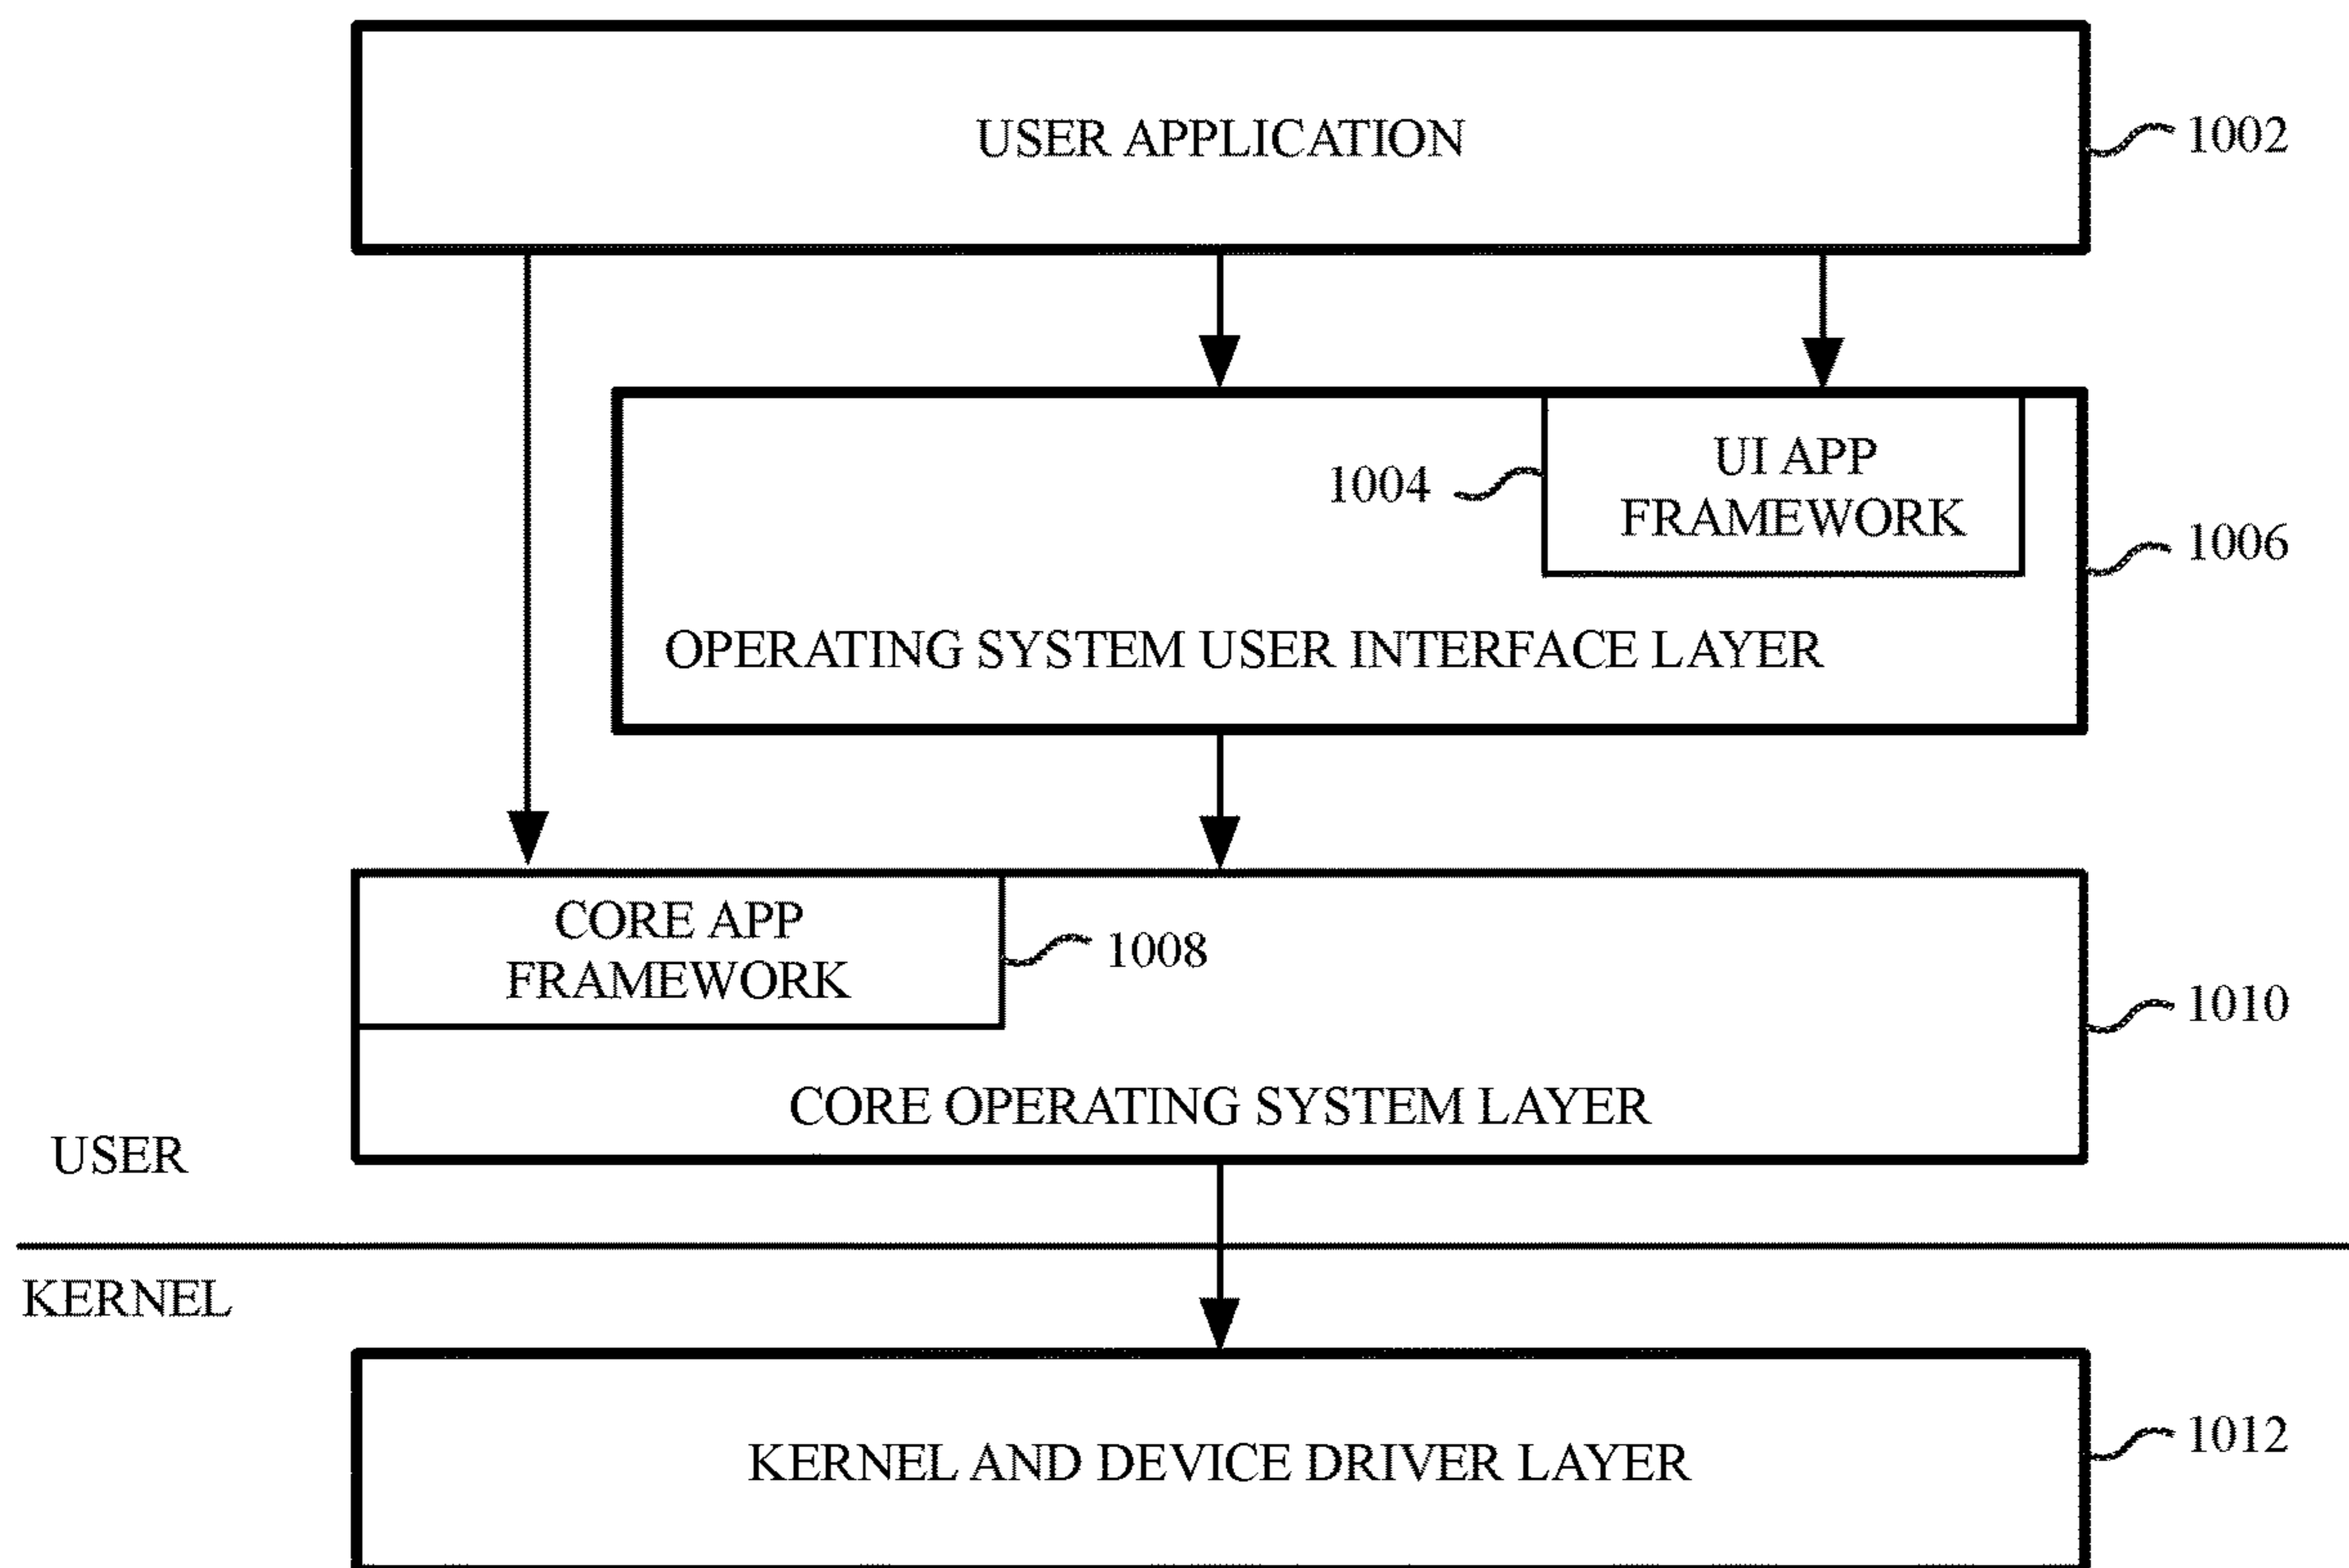 USER APPLICATION
1002
UI APP
FRAMEWORK
1004
1006
OPERATING SYSTEM USER INTERFACE LAYER
CORE APP
FRAMEWORK
1008
1010
CORE OPERATING SYSTEM LAYER
USER
KERNEL
KERNEL AND DEVICE DRIVER LAYER
1012